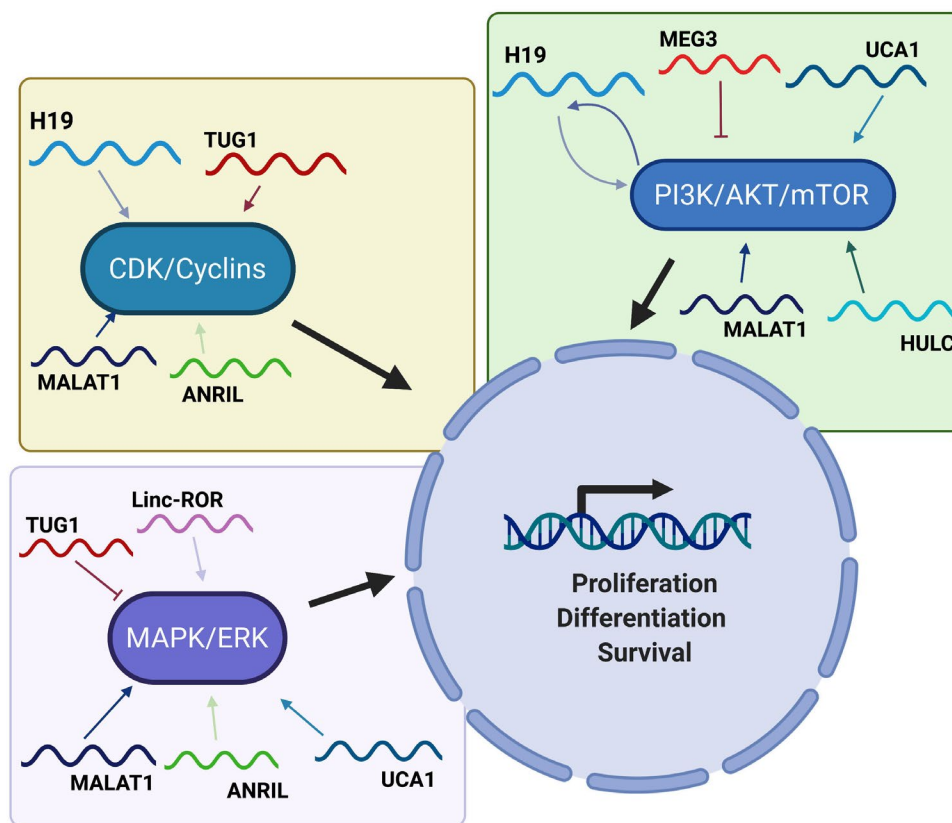 H19
TUG1
CDK/Cyclins
MALAT1
ANRIL
H19
MEG3
UCA1
PI3K/AKT/mTOR
MALAT1
HULC
Linc-ROR
TUG1
MAPK/ERK
MALAT1
ANRIL
UCA1
Proliferation
Differentiation
Survival